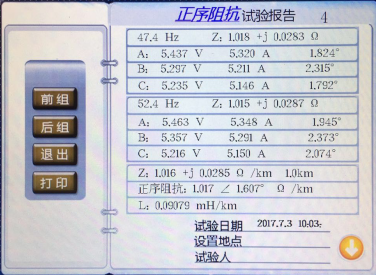 正序阻抗试验报告 4
47.4 Hz Z: 1.018 +j 0.0283 Ω
A: 5.437 V 5.320 A 1.824°
B: 5.297 V 5.211 A 2.315°
C: 5.235 V 5.146 A 1.792°
52.4 Hz Z: 1.015 +j 0.0287 Ω
A: 5.463 V 5.348 A 1.945°
B: 5.357 V 5.291 A 2.373°
C: 5.216 V 5.150 A 2.074°
Z: 1.016 +j 0.0285 Ω /km 1.0km
正序阻抗: 1.017 ∠ 1.607° Ω /km
L: 0.09079 mH/km
试验日期 2017.7.3 10:03:
设置地点
试验人
前组
后组
退出
打印